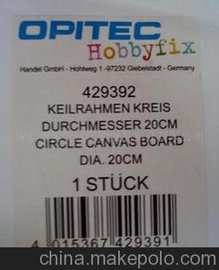 OPITEC
Hobbyfix
Handel GmbH - Hohlweg 1 -97232 Giebelstadt - Germany
429392
KEILRAHMEN KREIS
DURCHMESSER 20CM
CIRCLE CANVAS BOARD
DIA. 20CM
1 STÜCK
4 015367 429391
china.makepolo.com